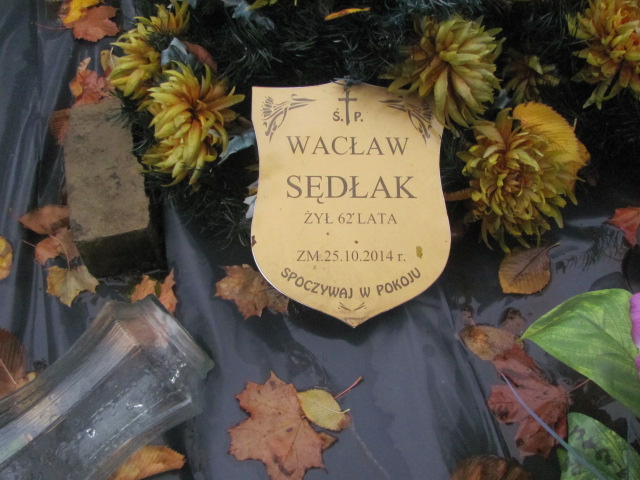 Ś. P.
WACŁAW
SĘDŁAK
ŻYŁ 62 LATA
ZM.25.10.2014 r.
SPOCZYWAJ W POKOJU